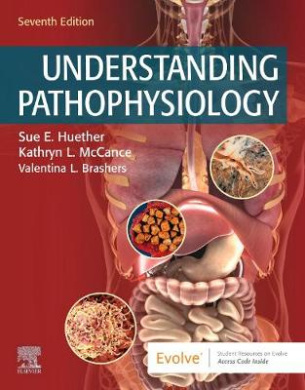 Seventh Edition
UNDERSTANDING
PATHOPHYSIOLOGY
Sue E. Huether
Kathryn L. McCance
Valentina L. Brashers
Evolve
Student Resources on Evolve
Access Code Inside
ELSEVIER